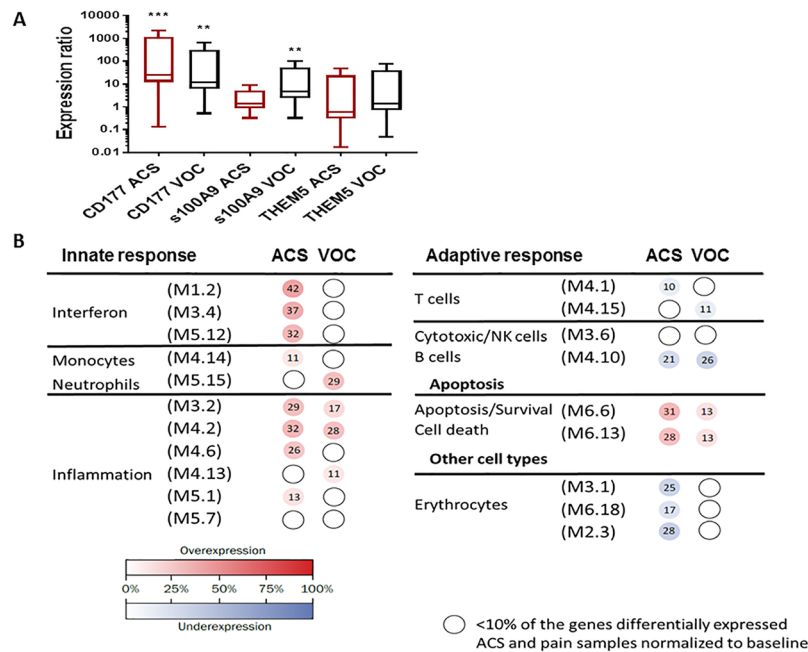 A
Expression ratio
10000
1000
100
10
1
0.1
0.01
***
**
**
CD177 ACS
CD177 VOC
s100A9 ACS
s100A9 VOC
THEM5 ACS
THEM5 VOC
B
Innate response ACS VOC
Interferon
(M1.2) 42
(M3.4) 37
(M5.12) 32
Monocytes (M4.14) 11
Neutrophils (M5.15) 29
Inflammation
(M3.2) 29 17
(M4.2) 32 28
(M4.6) 26
(M4.13) 11
(M5.1) 13
(M5.7)
Adaptive response ACS VOC
T cells
(M4.1) 10
(M4.15) 11
Cytotoxic/NK cells (M3.6)
B cells (M4.10) 21 26
Apoptosis
Apoptosis/Survival (M6.6) 31 13
Cell death (M6.13) 28 13
Other cell types
Erythrocytes
(M3.1) 25
(M6.18) 17
(M2.3) 28
Overexpression
0% 25% 50% 75% 100%
Underexpression
<10% of the genes differentially expressed
ACS and pain samples normalized to baseline